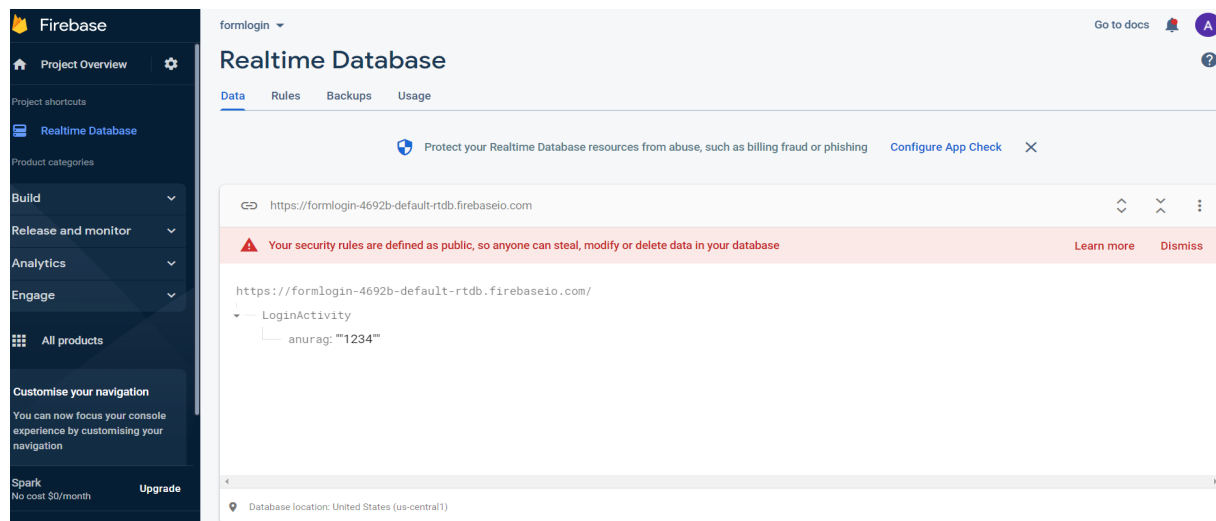 Firebase
Project Overview
Project shortcuts
Realtime Database
Product categories
Build
Release and monitor
Analytics
Engage
All products
Customise your navigation
You can now focus your console
experience by customising your
navigation
Spark
No cost $0/month
Upgrade
formlogin
Go to docs
A
Realtime Database
?
Data Rules Backups Usage
Protect your Realtime Database resources from abuse, such as billing fraud or phishing Configure App Check
https://formlogin-4692b-default-rtdb.firebaseio.com
Your security rules are defined as public, so anyone can steal, modify or delete data in your database Learn more Dismiss
https://formlogin-4692b-default-rtdb.firebaseio.com/
LoginActivity
anurag: ""1234""
Database location: United States (us-central1)